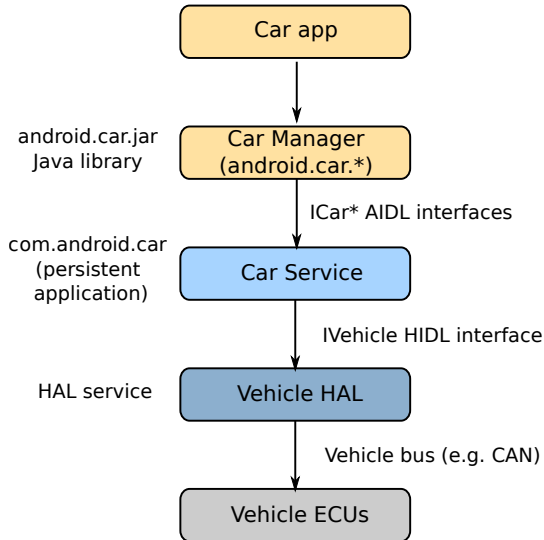 Car app
android.car.jar
Java library
Car Manager
(android.car.*)
ICar* AIDL interfaces
com.android.car
(persistent
application)
Car Service
IVehicle HIDL interface
HAL service
Vehicle HAL
Vehicle bus (e.g. CAN)
Vehicle ECUs